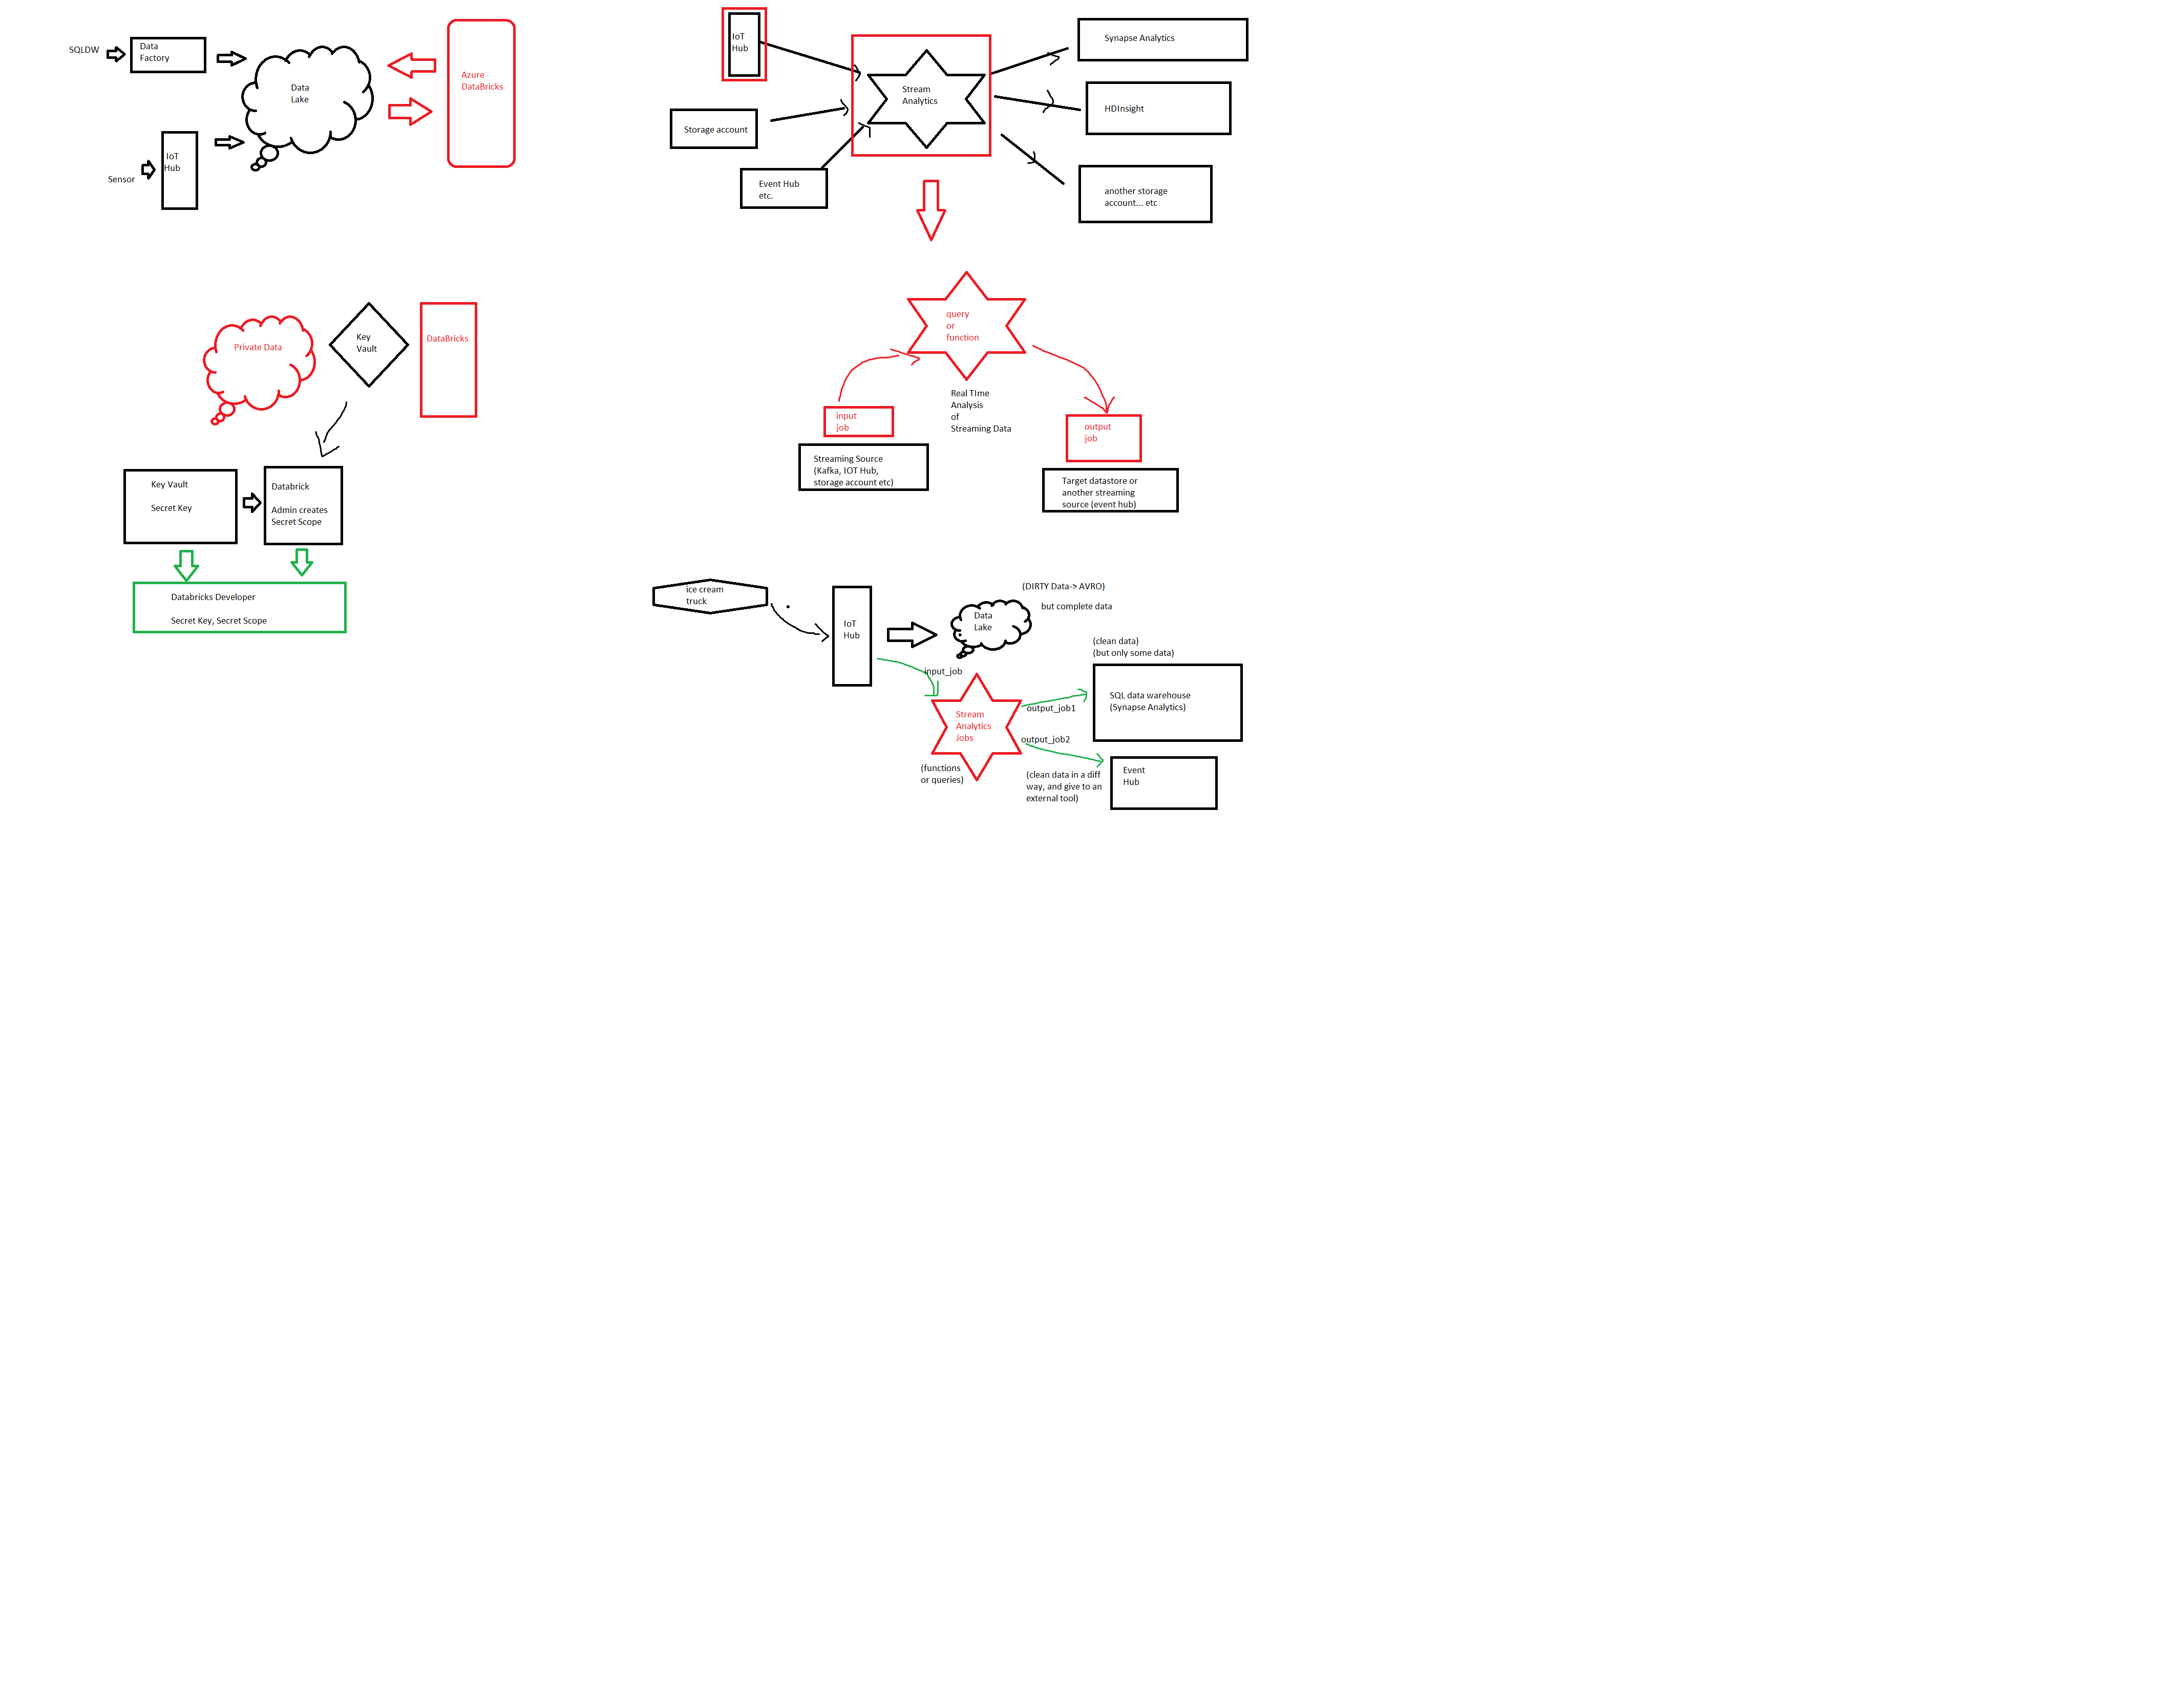 SQLDW
Data
Factory
Data
Lake
Azure
DataBricks
IoT
Hub
Sensor
IoT
Hub
Stream
Analytics
Storage account
Event Hub
etc.
Synapse Analytics
HDInsight
another storage
account... etc
Private Data
Key
Vault
DataBricks
Key Vault
Secret Key
Databrick
Admin creates
Secret Scope
Databricks Developer
Secret Key, Secret Scope
query
or
function
Real TIme
Analysis
of
Streaming Data
input
job
Streaming Source
(Kafka, IOT Hub,
storage account etc)
output
job
Target datastore or
another streaming
source (event hub)
ice cream
truck
IoT
Hub
(DIRTY Data-> AVRO)
but complete data
Data
Lake
(clean data)
(but only some data)
input_job
SQL data warehouse
(Synapse Analytics)
output_job1
Stream
Analytics
Jobs
output_job2
(functions
or queries)
(clean data in a diff
way, and give to an
external tool)
Event
Hub